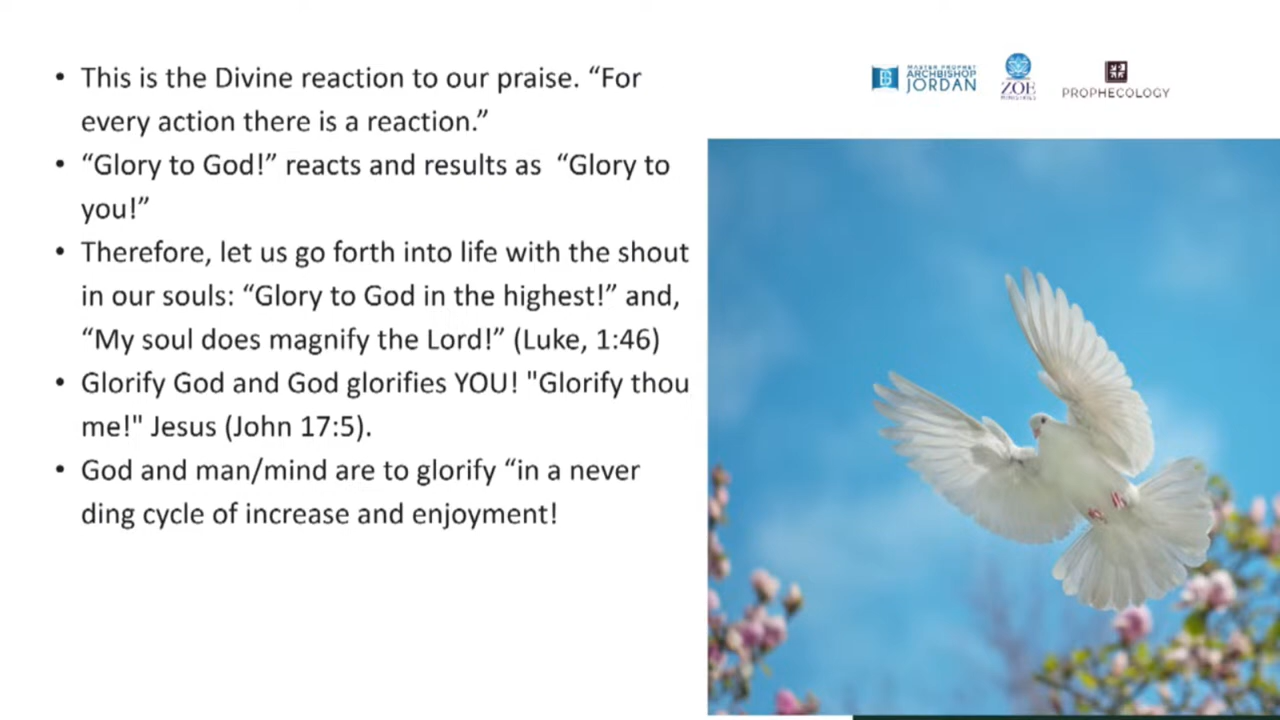 • This is the Divine reaction to our praise. “For
every action there is a reaction.”
• “Glory to God!” reacts and results as “Glory to
you!”
• Therefore, let us go forth into life with the shout
in our souls: “Glory to God in the highest!” and,
“My soul does magnify the Lord!” (Luke, 1:46)
• Glorify God and God glorifies YOU! "Glorify thou
me!" Jesus (John 17:5).
• God and man/mind are to glorify “in a never
ding cycle of increase and enjoyment!
MASTER PROPHET
ARCHBISHOP
JORDAN
ZOE
MINISTRIES
PROPHECOLOGY